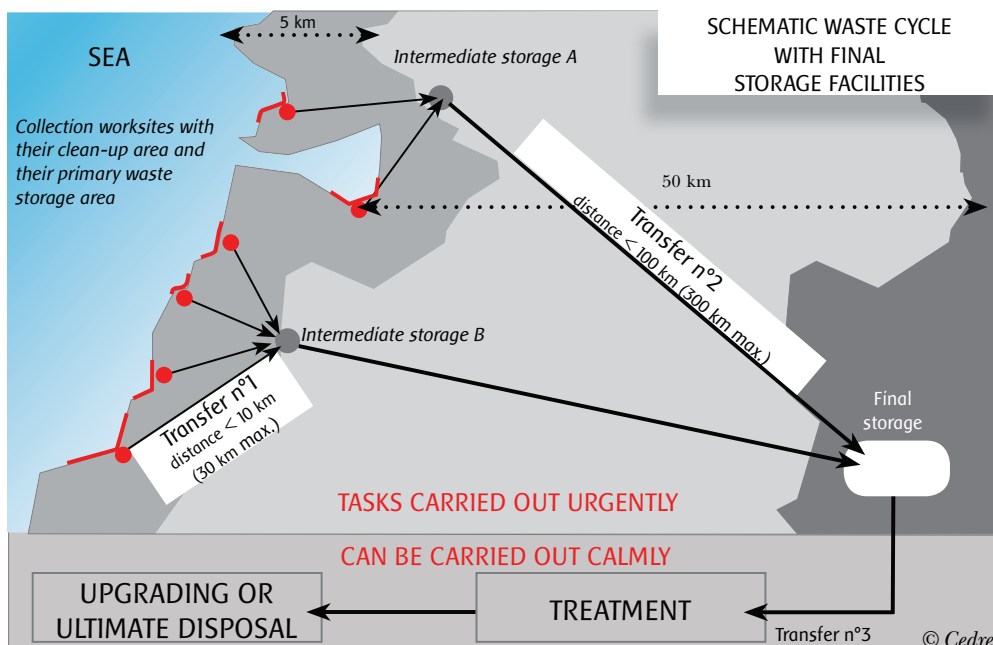 SCHEMATIC WASTE CYCLE
WITH FINAL
STORAGE FACILITIES
5 km
SEA
Intermediate storage A
Collection worksites with
their clean-up area and
their primary waste
storage area
50 km
Transfer n°2
distance < 100 km (300 km max.)
Intermediate storage B
Transfer n°1
distance < 10 km
(30 km max.)
Final
storage
TASKS CARRIED OUT URGENTLY
CAN BE CARRIED OUT CALMLY
UPGRADING OR
ULTIMATE DISPOSAL
TREATMENT
Transfer n°3
© Cedre